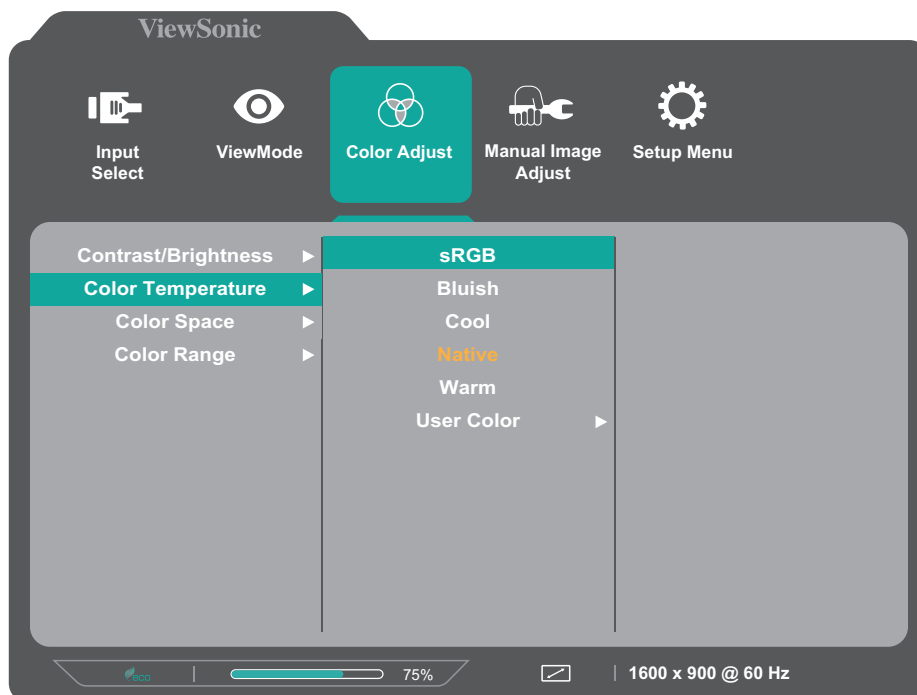 ViewSonic
Input
Select
ViewMode
Color Adjust
Manual Image
Adjust
Setup Menu
Contrast/Brightness
Color Temperature
Color Space
Color Range
sRGB
Bluish
Cool
Native
Warm
User Color
eco
75%
1600 x 900 @ 60 Hz